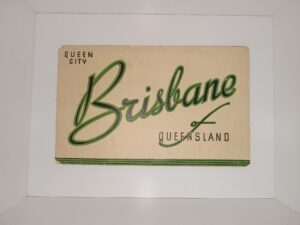 QUEEN
CITY
Brisbane
of
QUEENSLAND